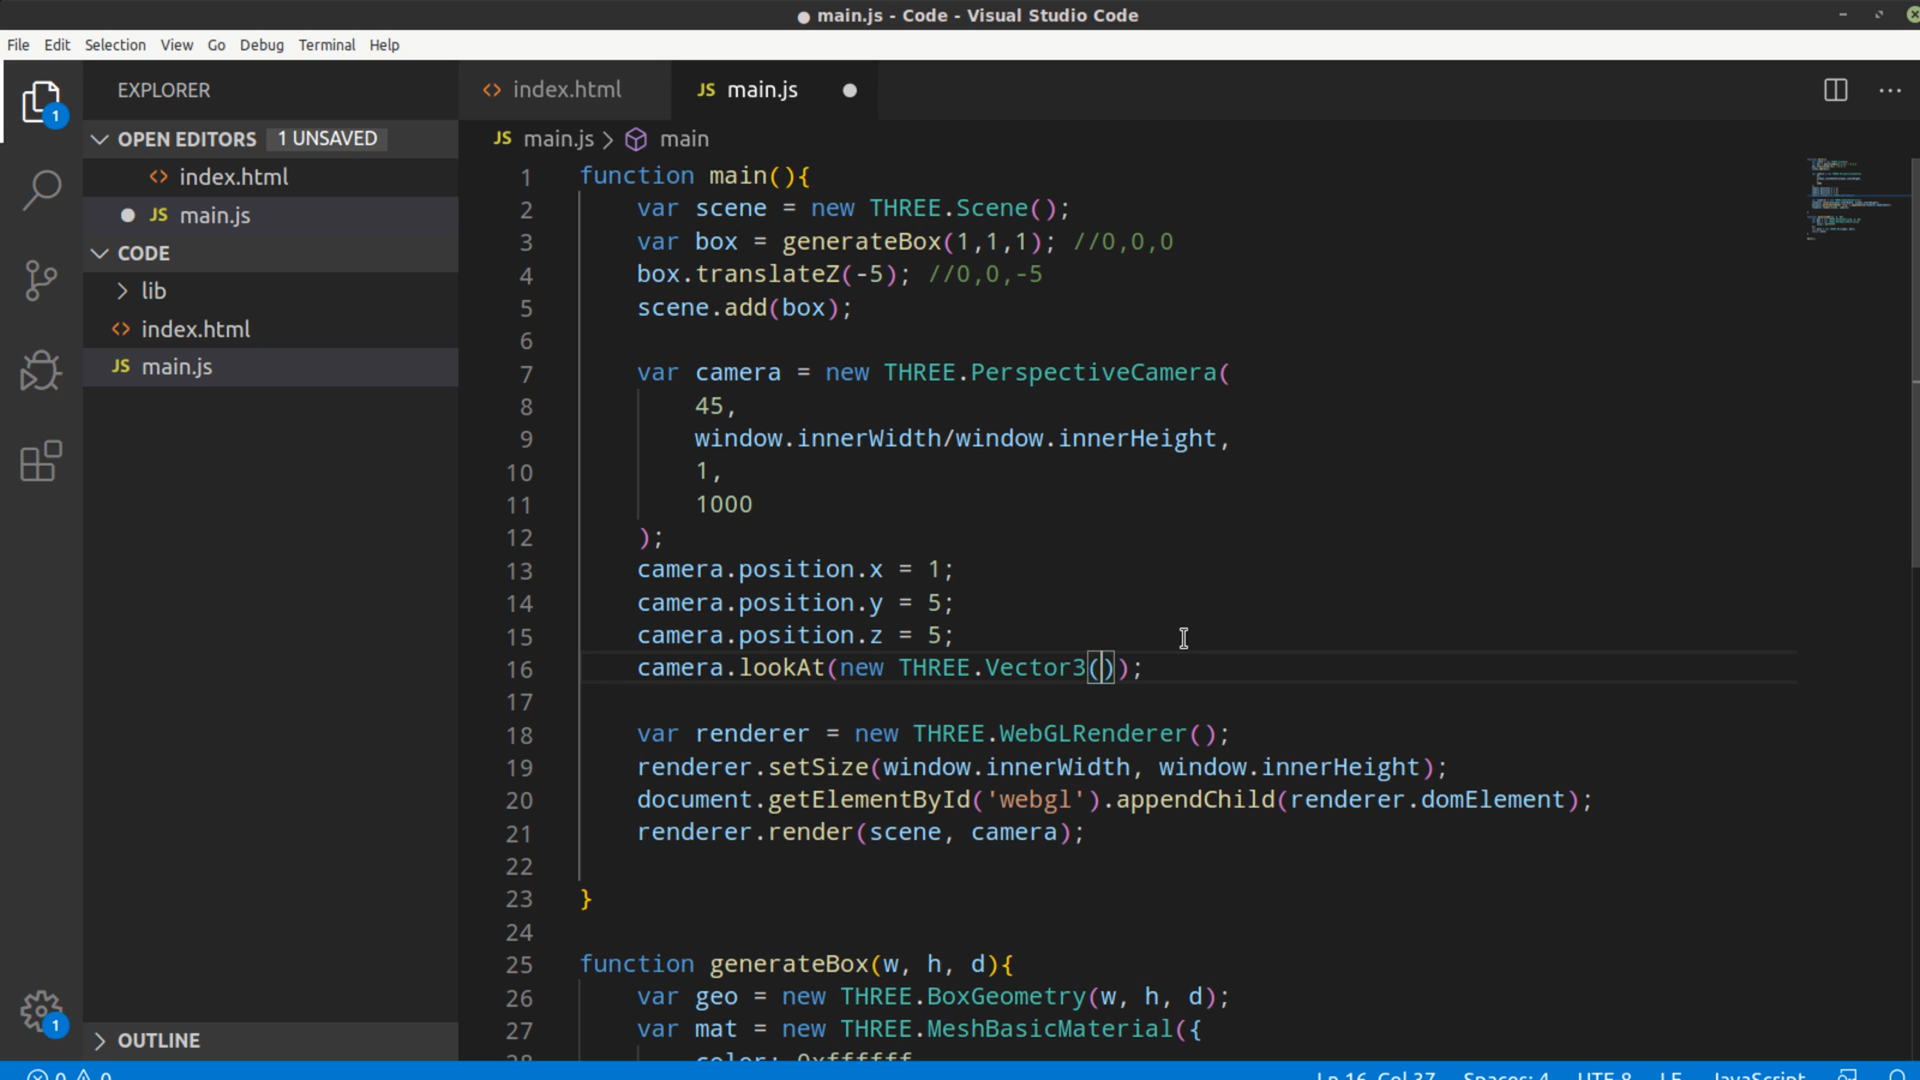 ● main.js - Code - Visual Studio Code
File Edit Selection View Go Debug Terminal Help
EXPLORER
OPEN EDITORS 1 UNSAVED
<> index.html
● JS main.js
CODE
> lib
<> index.html
JS main.js
OUTLINE
1
1
<> index.html JS main.js ●
JS main.js > main
1 function main(){
2     var scene = new THREE.Scene();
3     var box = generateBox(1,1,1); //0,0,0
4     box.translateZ(-5); //0,0,-5
5     scene.add(box);
6
7     var camera = new THREE.PerspectiveCamera(
8         45,
9         window.innerWidth/window.innerHeight,
10         1,
11         1000
12     );
13     camera.position.x = 1;
14     camera.position.y = 5;
15     camera.position.z = 5;
16     camera.lookAt(new THREE.Vector3());
17
18     var renderer = new THREE.WebGLRenderer();
19     renderer.setSize(window.innerWidth, window.innerHeight);
20     document.getElementById('webgl').appendChild(renderer.domElement);
21     renderer.render(scene, camera);
22
23 }
24
25 function generateBox(w, h, d){
26     var geo = new THREE.BoxGeometry(w, h, d);
27     var mat = new THREE.MeshBasicMaterial({
28         color: 0xffffff
0 0 Ln 16, Col 37 Spaces: 4 UTF-8 LF JavaScript